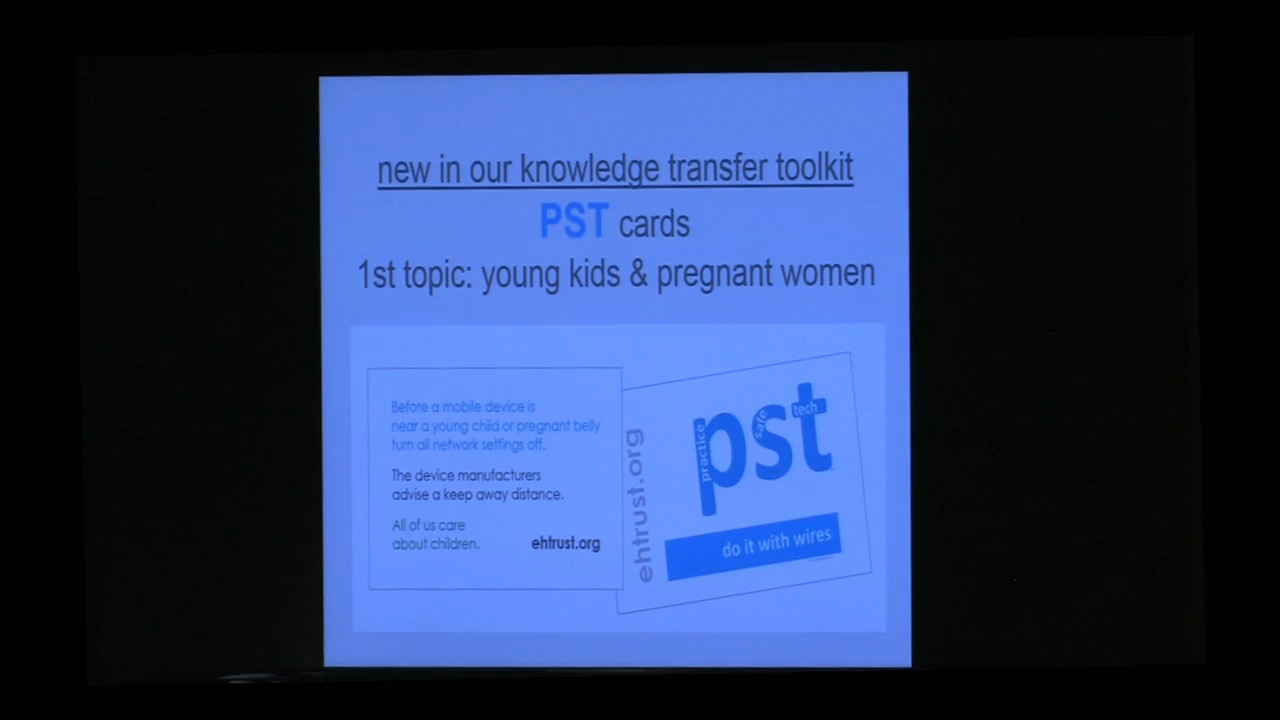 new in our knowledge transfer toolkit
PST cards
1st topic: young kids & pregnant women
Before a mobile device is
near a young child or pregnant belly
turn all network settings off.
The device manufacturers
advise a keep away distance.
All of us care
about children.
ehtrust.org
ehtrust.org
practice
safe
tech
pst
do it with wires